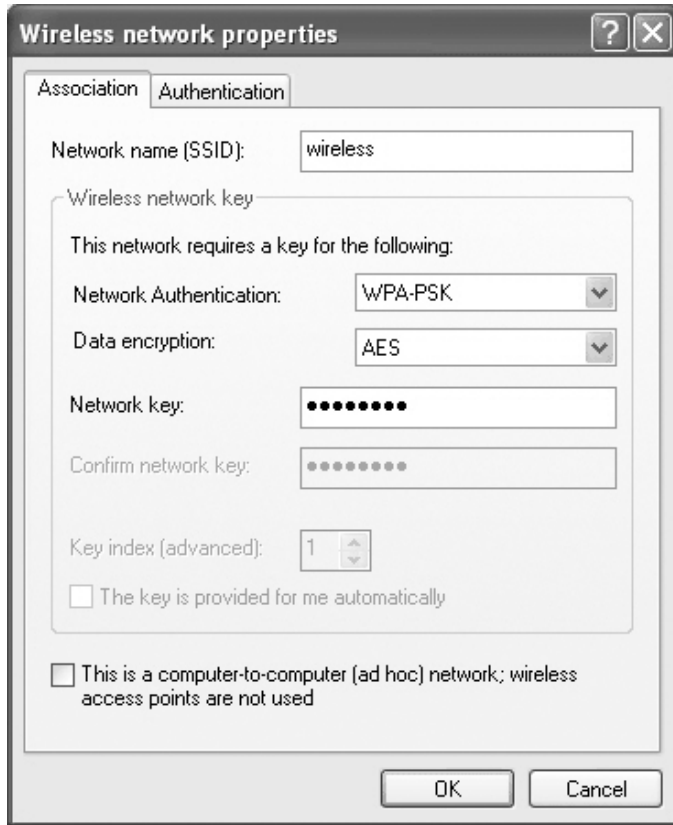 Wireless network properties
Association
Authentication
Network name (SSID):
wireless
Wireless network key
This network requires a key for the following:
Network Authentication:
WPA-PSK
Data encryption:
AES
Network key:
••••••••
Confirm network key:
••••••••
Key index (advanced):
1
The key is provided for me automatically
This is a computer-to-computer (ad hoc) network; wireless
access points are not used
OK
Cancel